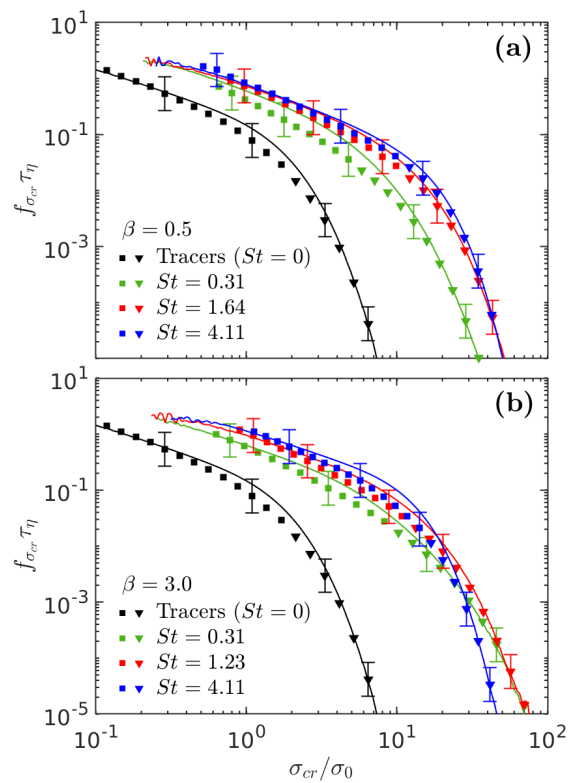 10^1
(a)
10^-1
f_{σ_cr} τ_η
10^-3
β = 0.5
Tracers (St = 0)
St = 0.31
St = 1.64
St = 4.11
10^1
(b)
10^-1
f_{σ_cr} τ_η
10^-3
β = 3.0
Tracers (St = 0)
St = 0.31
St = 1.23
St = 4.11
10^-5
10^-1 10^0 10^1 10^2
σ_cr/σ_0